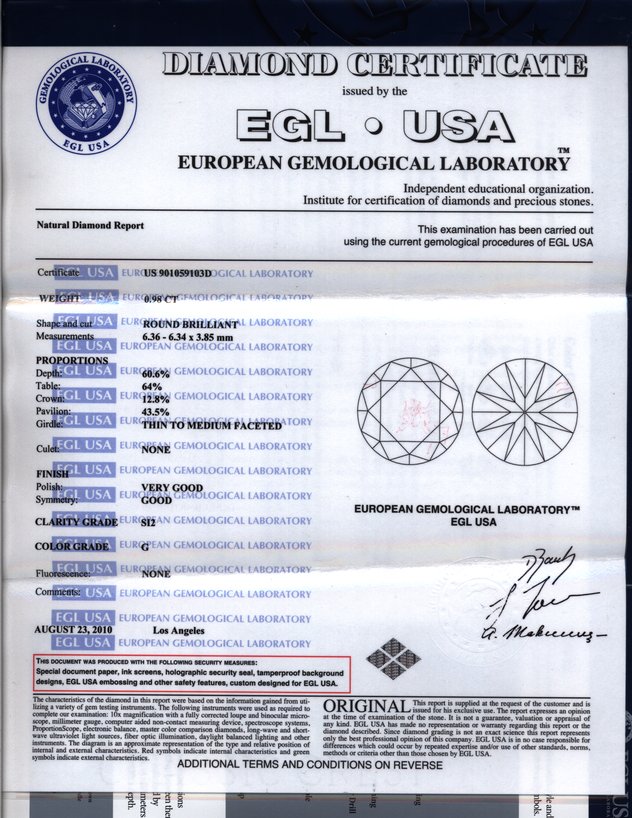 GEMOLOGICAL LABORATORY
EGL USA
DIAMOND CERTIFICATE
issued by the
EGL • USA
EUROPEAN GEMOLOGICAL LABORATORY™
Independent educational organization.
Institute for certification of diamonds and precious stones.
Natural Diamond Report
This examination has been carried out
using the current gemological procedures of EGL USA
Certificate US 901059103D
WEIGHT 0.98 CT
Shape and cut ROUND BRILLIANT
Measurements 6.36 - 6.34 x 3.85 mm
PROPORTIONS
Depth: 60.6%
Table: 64%
Crown: 12.8%
Pavilion: 43.5%
Girdle: THIN TO MEDIUM FACETED
Culet: NONE
FINISH
Polish: VERY GOOD
Symmetry: GOOD
CLARITY GRADE SI2
COLOR GRADE G
Fluorescence: NONE
Comments:
AUGUST 23, 2010 Los Angeles
EGL USA EUROPEAN GEMOLOGICAL LABORATORY
EUROPEAN GEMOLOGICAL LABORATORY™
EGL USA
THIS DOCUMENT WAS PRODUCED WITH THE FOLLOWING SECURITY MEASURES:
Special document paper, ink screens, holographic security seal, tamperproof background
designs, EGL USA embossing and other safety features, custom designed for EGL USA.
The characteristics of the diamond in this report were based on the information gained from uti-
lizing a variety of gem testing instruments. The following instruments were used in required to
complete our examination: 10x magnification with a fully corrected loupe and binocular micro-
scope, millimeter gauge, computer aided non-contact measuring device, spectroscope systems,
ProportionScope, electronic balance, master color comparison diamonds, long-wave and short-
wave ultraviolet light sources, fiber optic illumination, daylight balanced lighting and other
instruments. The diagram is an approximate representation of the type and relative position of
internal and external characteristics. Red symbols indicate internal characteristics and green
symbols indicate external characteristics.
ORIGINAL This report is supplied at the request of the customer and is
issued for his exclusive use. The report expresses an opinion
at the time of examination of the stone. It is not a guarantee, valuation or appraisal of
any kind. EGL USA has made no representation or warranty regarding this report or the
diamond described. Since diamond grading is not an exact science this report represents
only the best professional opinion of this company. EGL USA is in no case responsible for
differences which could occur by repeated expertise and/or use of other standards, norms,
methods or criteria other than those chosen by EGL USA.
ADDITIONAL TERMS AND CONDITIONS ON REVERSE